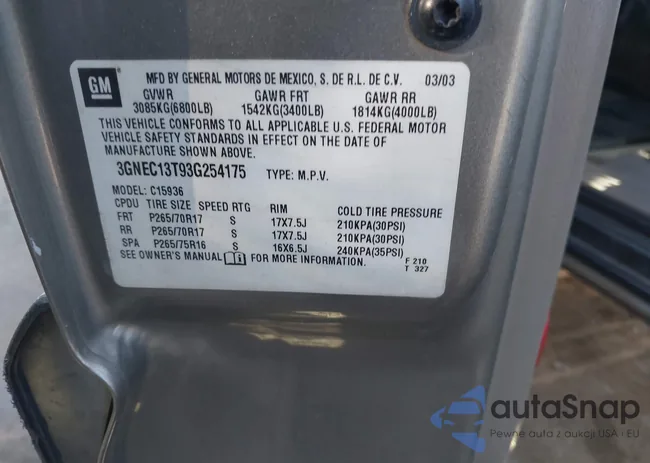 GM
MFD BY GENERAL MOTORS DE MEXICO, S. DE R.L. DE C.V. 03/03
GVWR GAWR FRT GAWR RR
3085KG(6800LB) 1542KG(3400LB) 1814KG(4000LB)
THIS VEHICLE CONFORMS TO ALL APPLICABLE U.S. FEDERAL MOTOR
VEHICLE SAFETY STANDARDS IN EFFECT ON THE DATE OF
MANUFACTURE SHOWN ABOVE.
3GNEC13T93G254175 TYPE: M.P.V.
MODEL: C15936
CPDU TIRE SIZE SPEED RTG RIM COLD TIRE PRESSURE
FRT P265/70R17 S 17X7.5J 210KPA(30PSI)
RR P265/70R17 S 17X7.5J 210KPA(30PSI)
SPA P265/75R16 S 16X6.5J 240KPA(35PSI)
SEE OWNER'S MANUAL FOR MORE INFORMATION.
F 210
T 327
autaSnap
Pewne auta z aukcji USA - EU